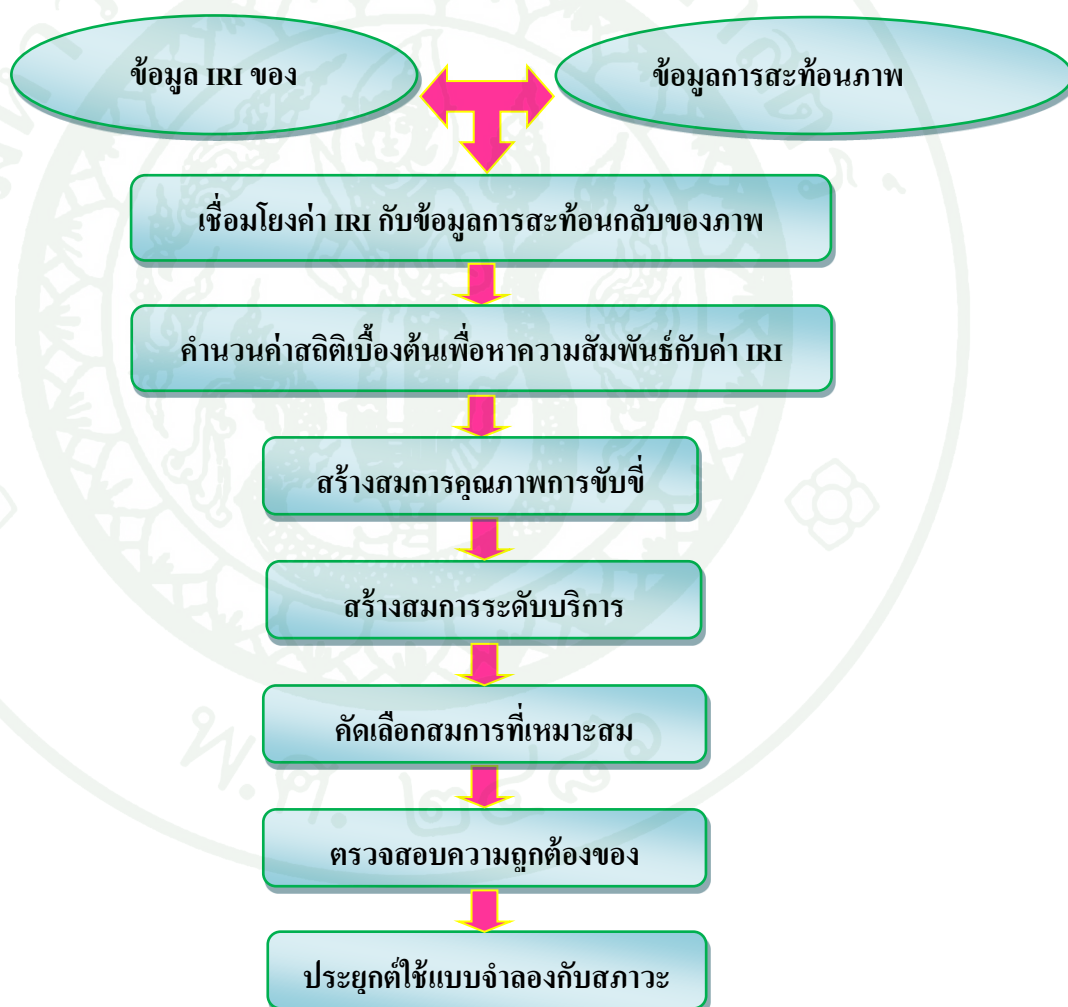 ข้อมูล IRI ของ
ข้อมูลการสะท้อนภาพ
เชื่อมโยงค่า IRI กับข้อมูลการสะท้อนกลับของภาพ
คำนวนค่าสถิติเบื้องต้นเพื่อหาความสัมพันธ์กับค่า IRI
สร้างสมการคุณภาพการขับขี่
สร้างสมการระดับบริการ
คัดเลือกสมการที่เหมาะสม
พ.ศ. ๒๔๘๖
ตรวจสอบความถูกต้องของ
ประยุกต์ใช้แบบจำลองกับสภาวะ